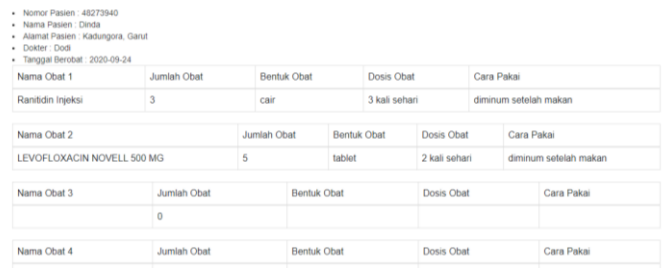 • Nomor Pasien : 48273940
• Nama Pasien : Dinda
• Alamat Pasien : Kadungora, Garut
• Dokter : Dodi
• Tanggal Berobat : 2020-09-24
Nama Obat 1 Jumlah Obat Bentuk Obat Dosis Obat Cara Pakai
Ranitidin Injeksi 3 cair 3 kali sehari diminum setelah makan
Nama Obat 2 Jumlah Obat Bentuk Obat Dosis Obat Cara Pakai
LEVOFLOXACIN NOVELL 500 MG 5 tablet 2 kali sehari diminum setelah makan
Nama Obat 3 Jumlah Obat Bentuk Obat Dosis Obat Cara Pakai
0
Nama Obat 4 Jumlah Obat Bentuk Obat Dosis Obat Cara Pakai